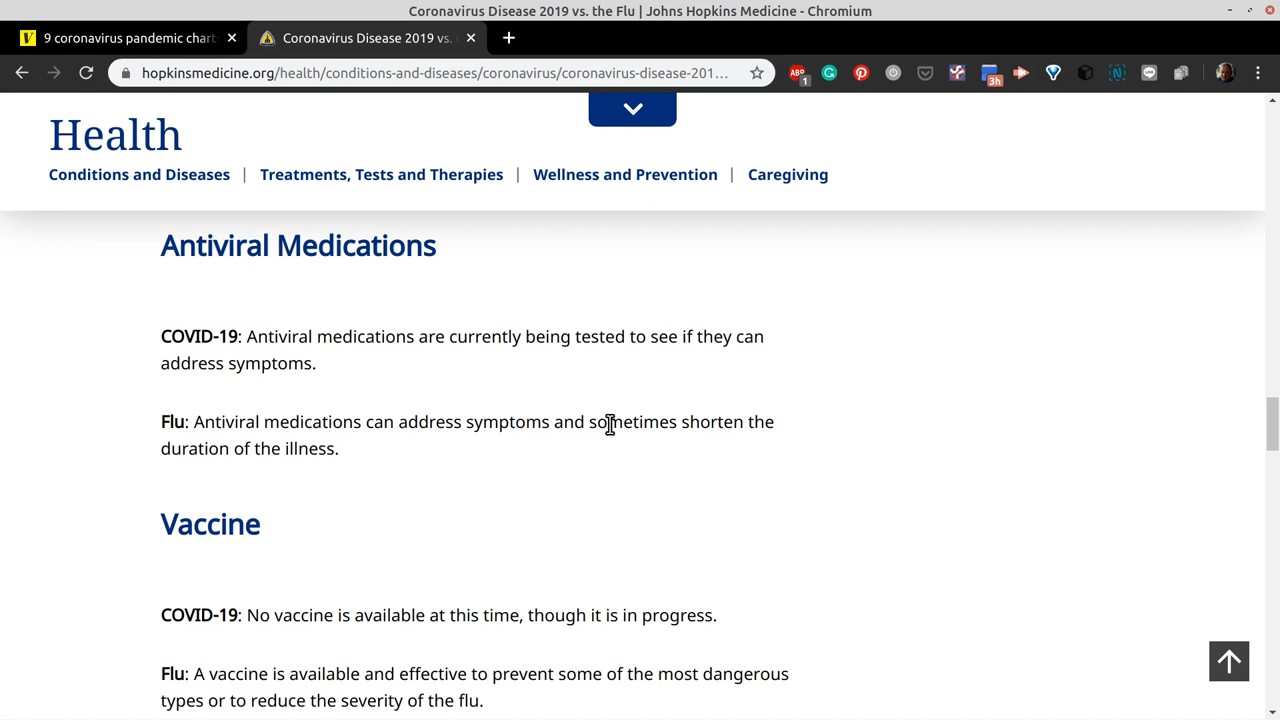 Coronavirus Disease 2019 vs. the Flu | Johns Hopkins Medicine - Chromium
9 coronavirus pandemic chart
Coronavirus Disease 2019 vs.
hopkinsmedicine.org/health/conditions-and-diseases/coronavirus/coronavirus-disease-201...
ABP
1
3h
Health
Conditions and Diseases | Treatments, Tests and Therapies | Wellness and Prevention | Caregiving
Antiviral Medications
COVID-19: Antiviral medications are currently being tested to see if they can
address symptoms.
Flu: Antiviral medications can address symptoms and sometimes shorten the
duration of the illness.
Vaccine
COVID-19: No vaccine is available at this time, though it is in progress.
Flu: A vaccine is available and effective to prevent some of the most dangerous
types or to reduce the severity of the flu.